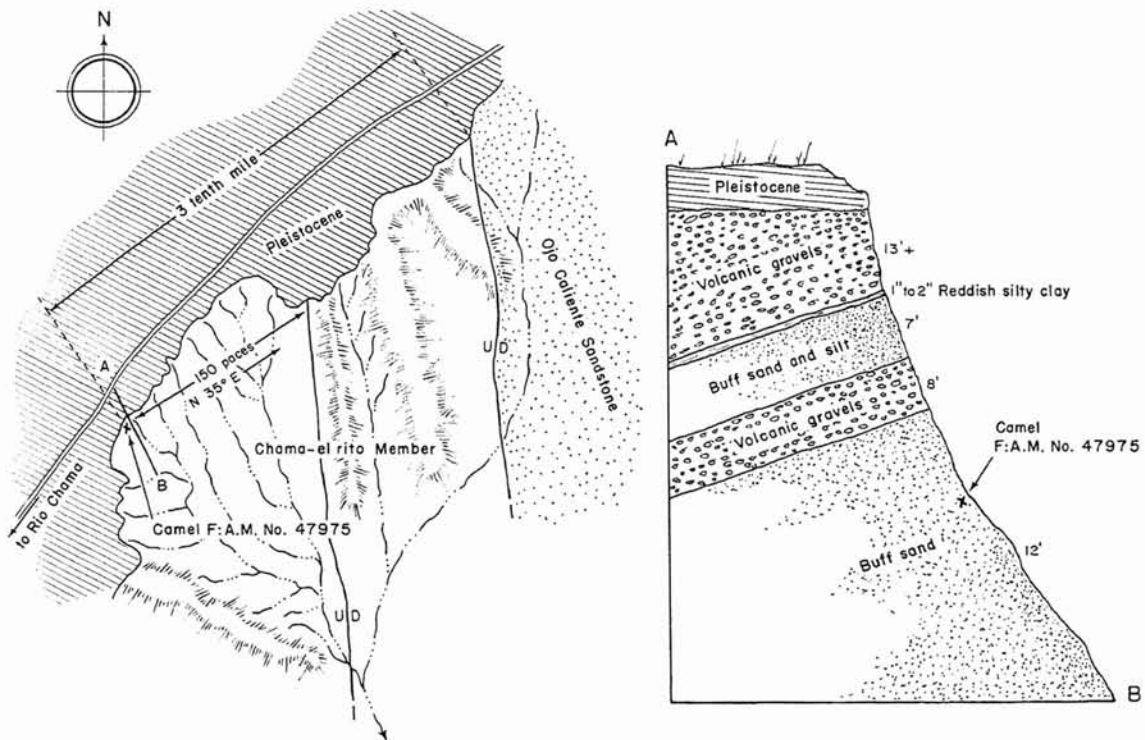 N
3 tenth mile
Pleistocene
Ojo Caliente Sandstone
U D
A
150 paces
N 35° E
Chama-el rito Member
B
Camel F:A.M. No. 47975
to Rio Chama
U D
A
Pleistocene
Volcanic gravels
13'+
1" to 2" Reddish silty clay
7'
Buff sand and silt
8'
Volcanic gravels
Camel
F:A.M. No. 47975
x
Buff sand
12'
B